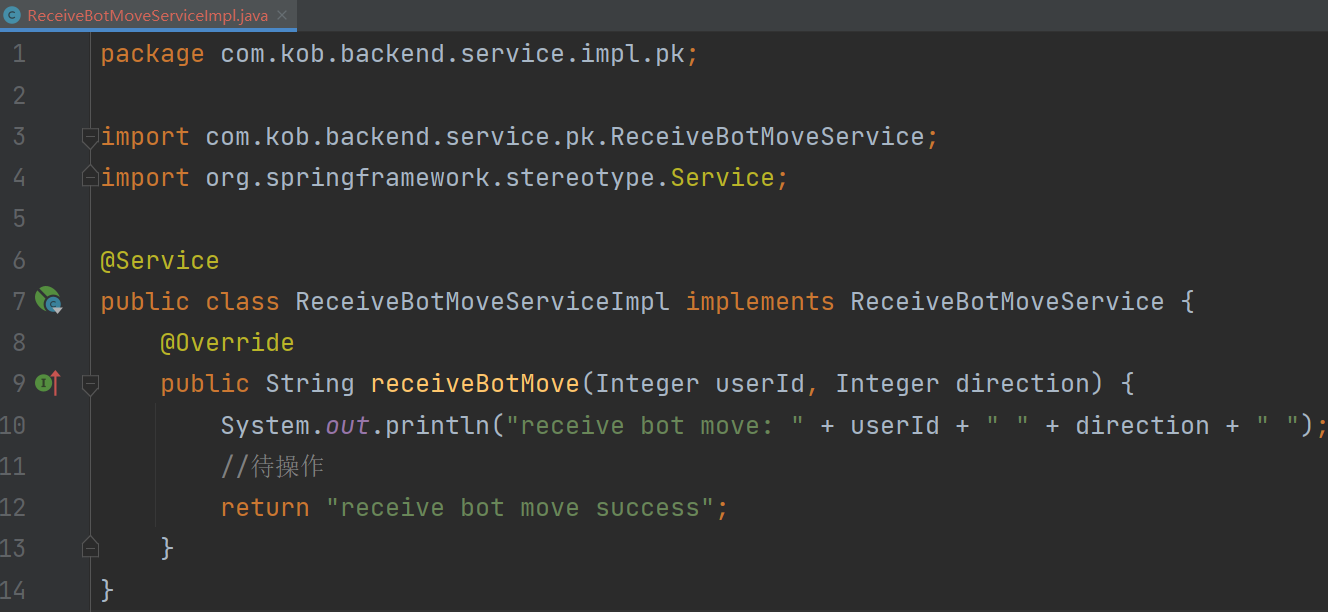 ReceiveBotMoveServiceImpl.java
1 package com.kob.backend.service.impl.pk;
2
3 import com.kob.backend.service.pk.ReceiveBotMoveService;
4 import org.springframework.stereotype.Service;
5
6 @Service
7 public class ReceiveBotMoveServiceImpl implements ReceiveBotMoveService {
8     @Override
9     public String receiveBotMove(Integer userId, Integer direction) {
10         System.out.println("receive bot move: " + userId + " " + direction + " ");
11         //待操作
12         return "receive bot move success";
13     }
14 }